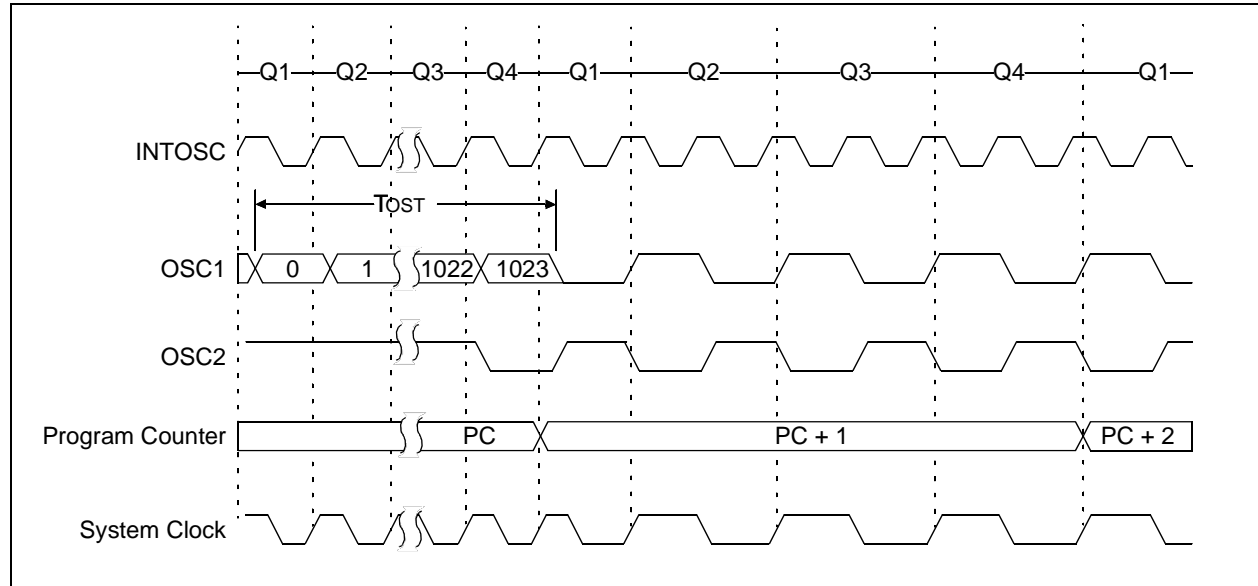 Q1 Q2 Q3 Q4 Q1 Q2 Q3 Q4 Q1
INTOSC
TOST
OSC1 0 1 1022 1023
OSC2
Program Counter PC PC + 1 PC + 2
System Clock